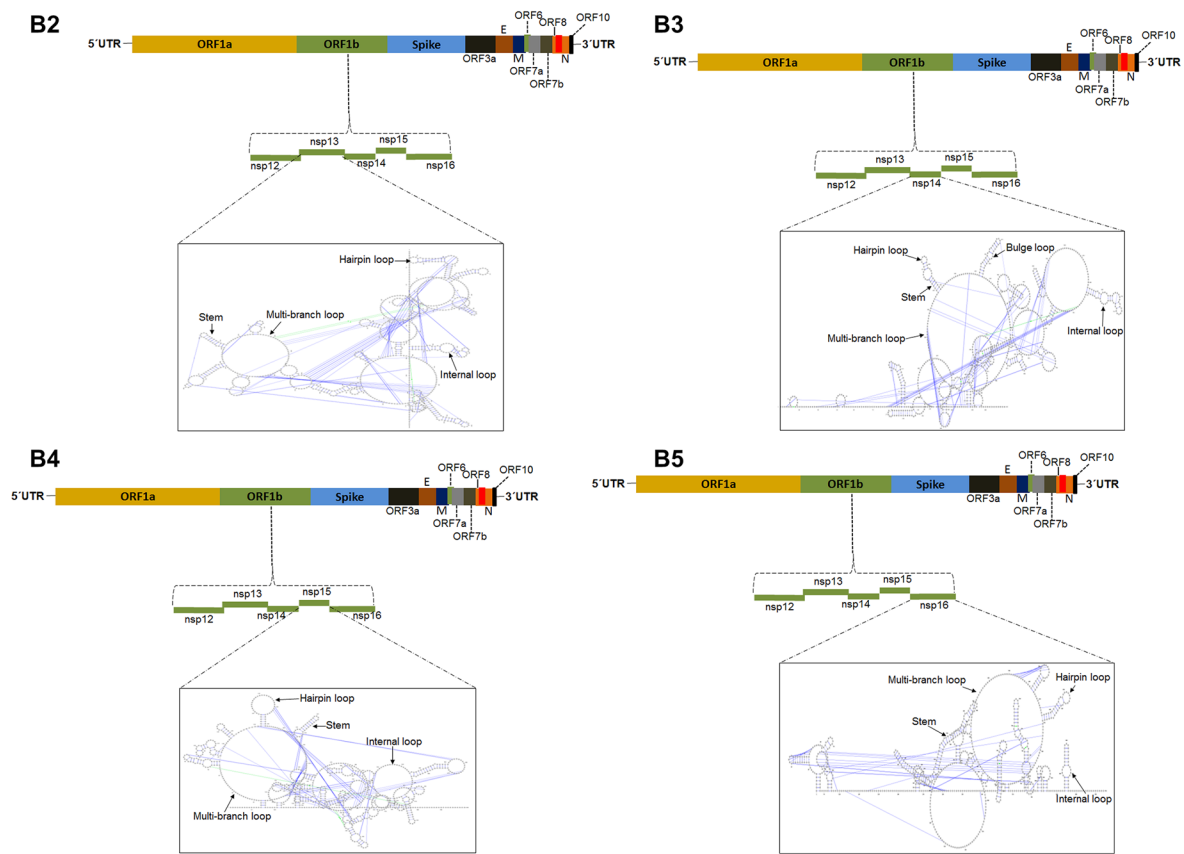 B2
5´UTR
ORF1a
ORF1b
Spike
ORF3a
E
M
ORF6
ORF7a
ORF7b
ORF8
N
ORF10
3´UTR
nsp12
nsp13
nsp14
nsp15
nsp16
Hairpin loop
Stem
Multi-branch loop
Internal loop
B3
5´UTR
ORF1a
ORF1b
Spike
ORF3a
E
M
ORF6
ORF7a
ORF7b
ORF8
N
ORF10
3´UTR
nsp12
nsp13
nsp14
nsp15
nsp16
Hairpin loop
Bulge loop
Stem
Multi-branch loop
Internal loop
B4
5´UTR
ORF1a
ORF1b
Spike
ORF3a
E
M
ORF6
ORF7a
ORF7b
ORF8
N
ORF10
3´UTR
nsp12
nsp13
nsp14
nsp15
nsp16
Hairpin loop
Stem
Internal loop
Multi-branch loop
B5
5´UTR
ORF1a
ORF1b
Spike
ORF3a
E
M
ORF6
ORF7a
ORF7b
ORF8
N
ORF10
3´UTR
nsp12
nsp13
nsp14
nsp15
nsp16
Multi-branch loop
Hairpin loop
Stem
Internal loop